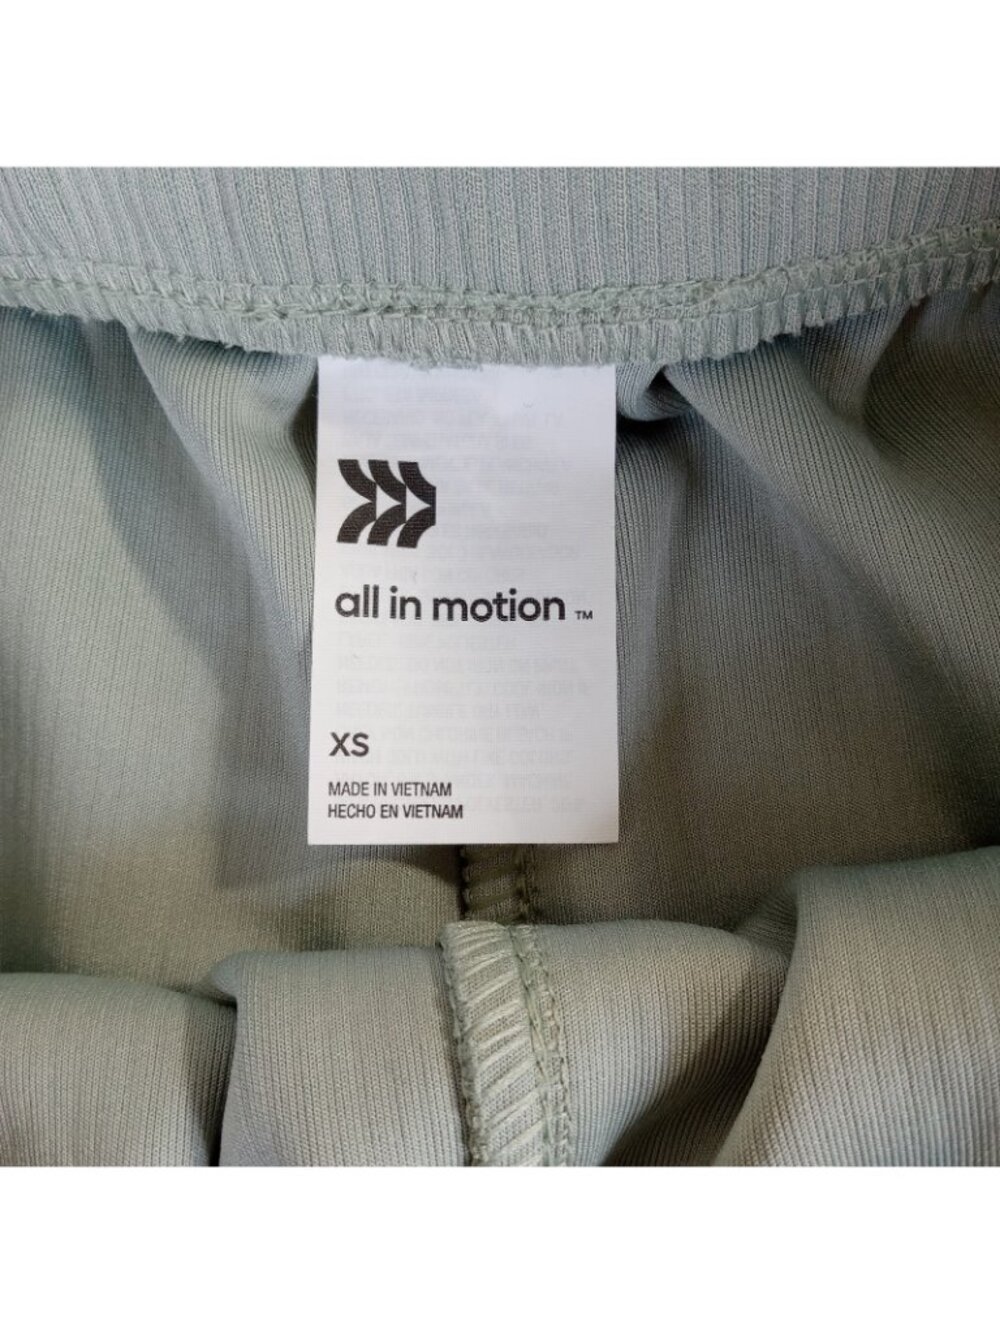 all in motion ™
XS
MADE IN VIETNAM
HECHO EN VIETNAM